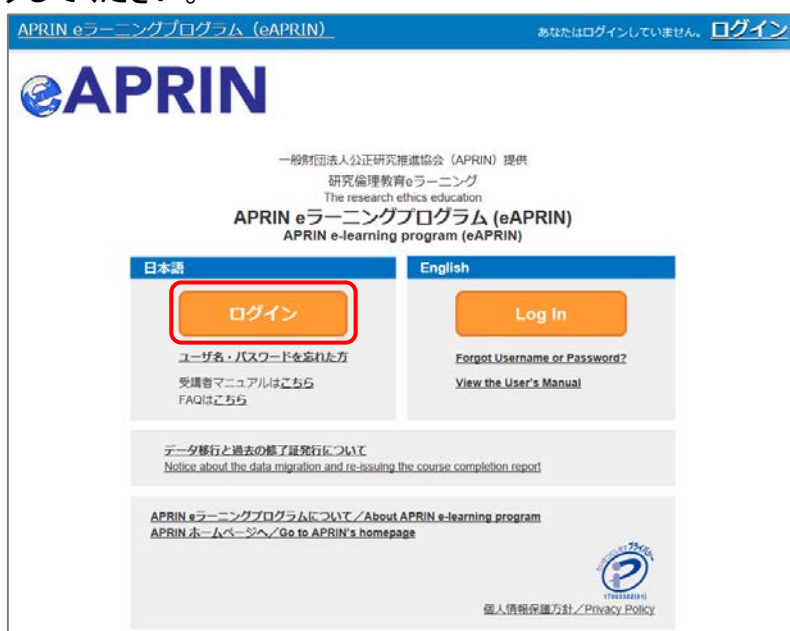 してください。
APRIN eラーニングプログラム（eAPRIN）
あなたはログインしていません。 ログイン
eAPRIN
一般財団法人公正研究推進協会（APRIN）提供
研究倫理教育eラーニング
The research ethics education
APRIN eラーニングプログラム (eAPRIN)
APRIN e-learning program (eAPRIN)
日本語
ログイン
ユーザ名・パスワードを忘れた方
受講者マニュアルはこちら
FAQはこちら
English
Log In
Forgot Username or Password?
View the User's Manual
データ移行と過去の修了証発行について
Notice about the data migration and re-issuing the course completion report
APRIN eラーニングプログラムについて／About APRIN e-learning program
APRIN ホームページへ／Go to APRIN's homepage
個人情報保護方針／Privacy Policy